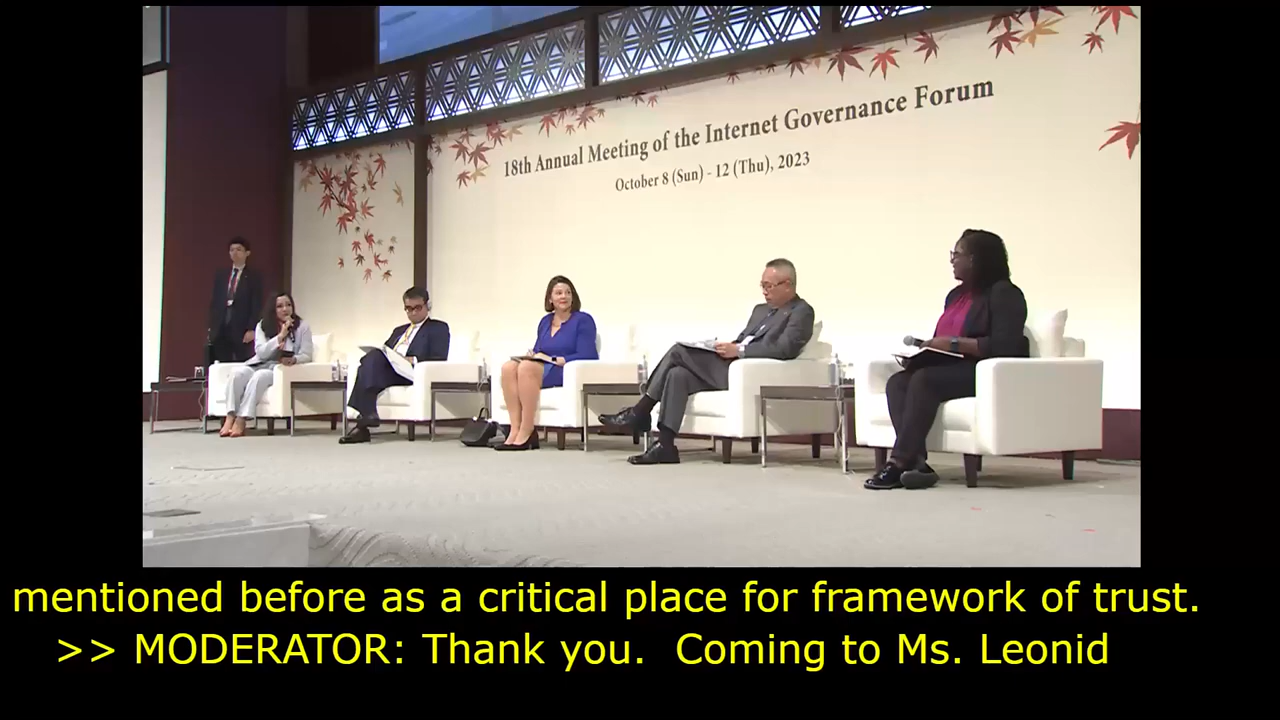 18th Annual Meeting of the Internet Governance Forum
October 8 (Sun) - 12 (Thu), 2023
mentioned before as a critical place for framework of trust.
>> MODERATOR: Thank you.  Coming to Ms. Leonid